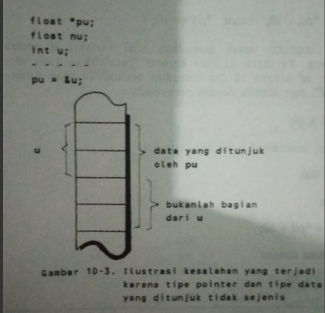 float *pu;
float nu;
int u;
- - - - -
pu = &u;
u
data yang ditunjuk
oleh pu
bukanlah bagian
dari u
Gambar 10-3. Ilustrasi kesalahan yang terjadi
karena tipe pointer dan tipe data
yang ditunjuk tidak sejenis